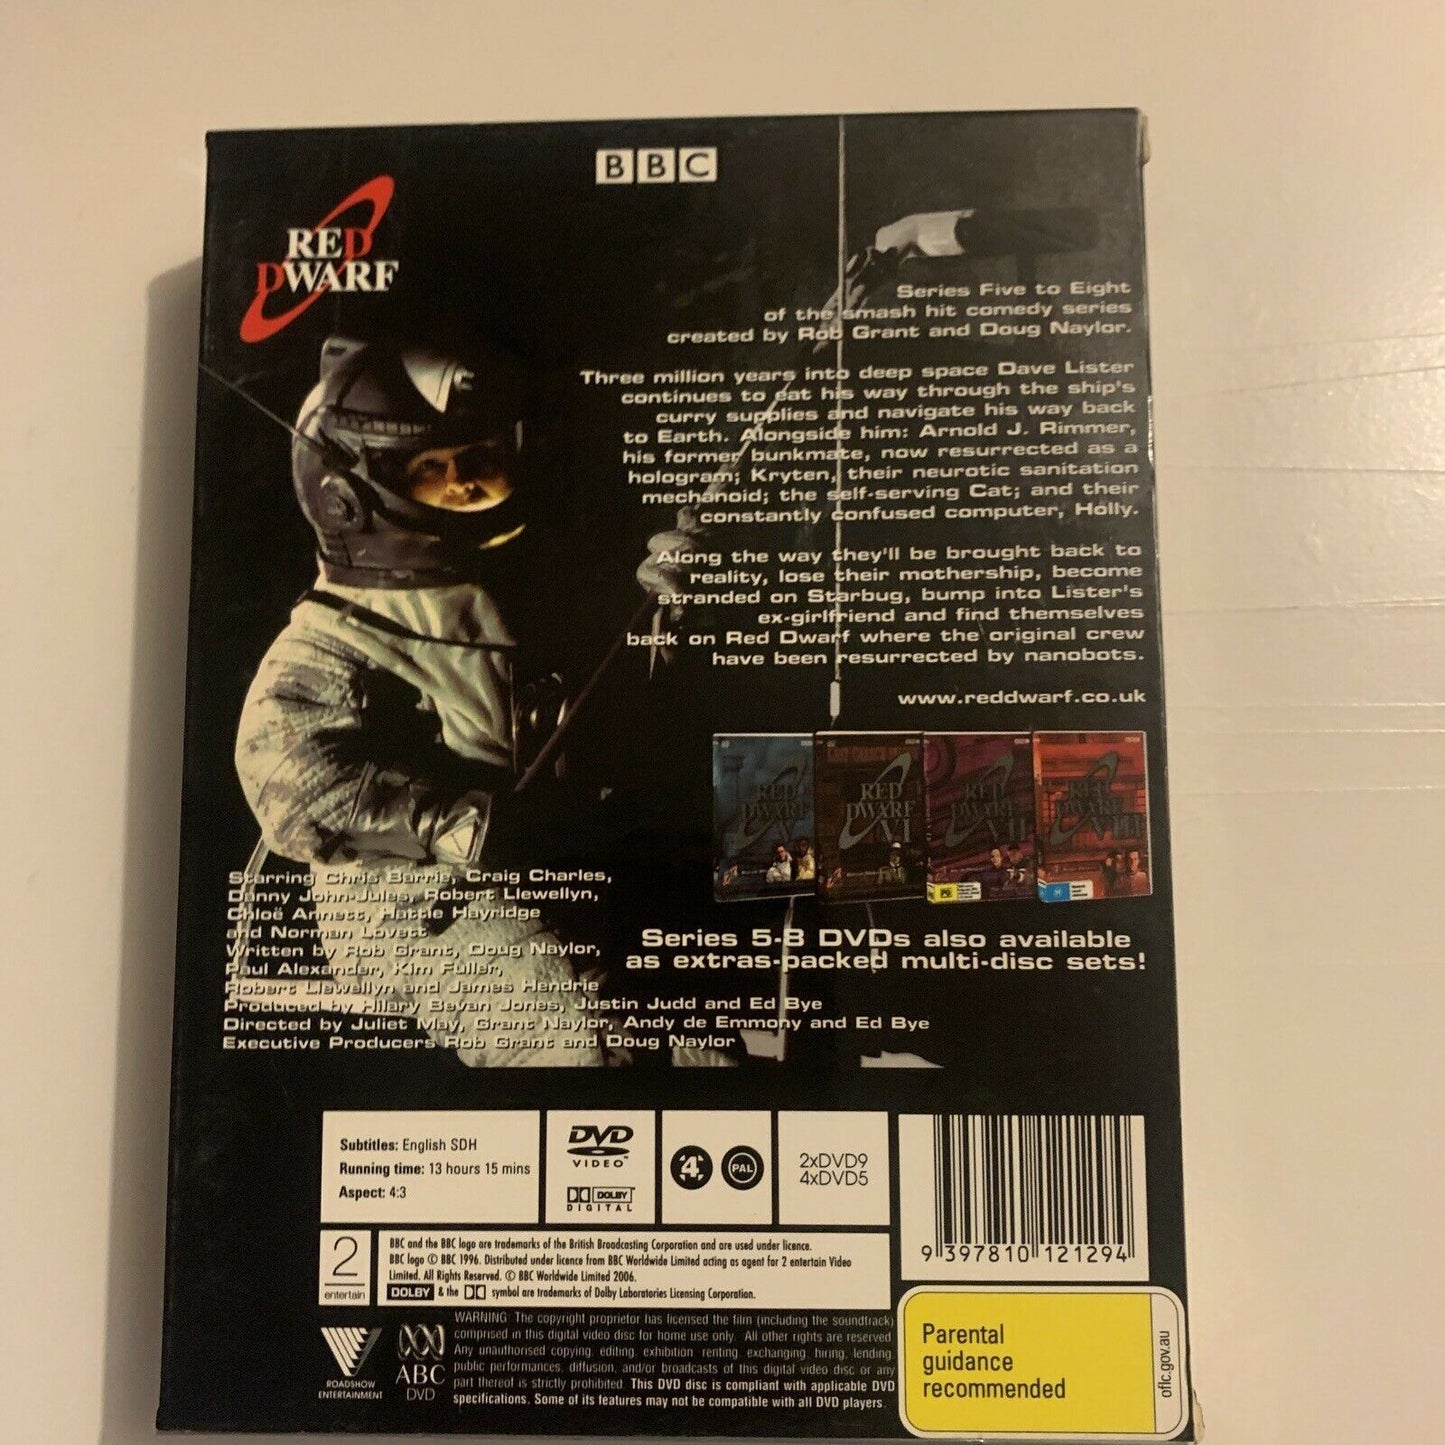 BBC
RED
DWARF
Series Five to Eight
of the smash hit comedy series
created by Rob Grant and Doug Naylor.
Three million years into deep space Dave Lister
continues to eat his way through the ship's
curry supplies and navigate his way back
to Earth. Alongside him: Arnold J. Rimmer,
his former bunkmate, now resurrected as a
hologram; Kryten, their neurotic sanitation
mechanoid; the self-serving Cat; and their
constantly confused computer, Holly.
Along the way they'll be brought back to
reality, lose their mothership, become
stranded on Starbug, bump into Lister's
ex-girlfriend and find themselves
back on Red Dwarf where the original crew
have been resurrected by nanobots.
www.reddwarf.co.uk
RED DWARF V
RED DWARF VI
RED DWARF VII
RED DWARF VIII
PG
M
Series 5-8 DVDs also available
as extras-packed multi-disc sets!
Starring Chris Barrie, Craig Charles,
Danny John-Jules, Robert Llewellyn,
Chloë Annett, Hattie Hayridge
and Norman Lovett
Written by Rob Grant, Doug Naylor,
Paul Alexander, Kim Fuller,
Robert Llewellyn and James Hendrie
Produced by Hilary Bevan Jones, Justin Judd and Ed Bye
Directed by Juliet May, Grant Naylor, Andy de Emmony and Ed Bye
Executive Producers Rob Grant and Doug Naylor
Subtitles: English SDH
Running time: 13 hours 15 mins
Aspect: 4:3
DVD
VIDEO™
DOLBY
DIGITAL
4
PAL
2xDVD9
4xDVD5
9 397810 121294
2
entertain
BBC and the BBC logo are trademarks of the British Broadcasting Corporation and are used under licence.
BBC logo © BBC 1996. Distributed under licence from BBC Worldwide Limited acting as agent for 2 entertain Video
Limited. All Rights Reserved. © BBC Worldwide Limited 2006.
DOLBY & the symbol are trademarks of Dolby Laboratories Licensing Corporation.
ROADSHOW
ENTERTAINMENT
ABC
DVD
WARNING: The copyright proprietor has licensed the film (including the soundtrack)
comprised in this digital video disc for home use only. All other rights are reserved.
Any unauthorised copying, editing, exhibition, renting, exchanging, hiring, lending,
public performances, diffusion, and/or broadcasts of this digital video disc or any
part thereof is strictly prohibited. This DVD disc is compliant with applicable DVD
specifications. Some of its features may not be compatible with all DVD players.
Parental
guidance
recommended
oflc.gov.au